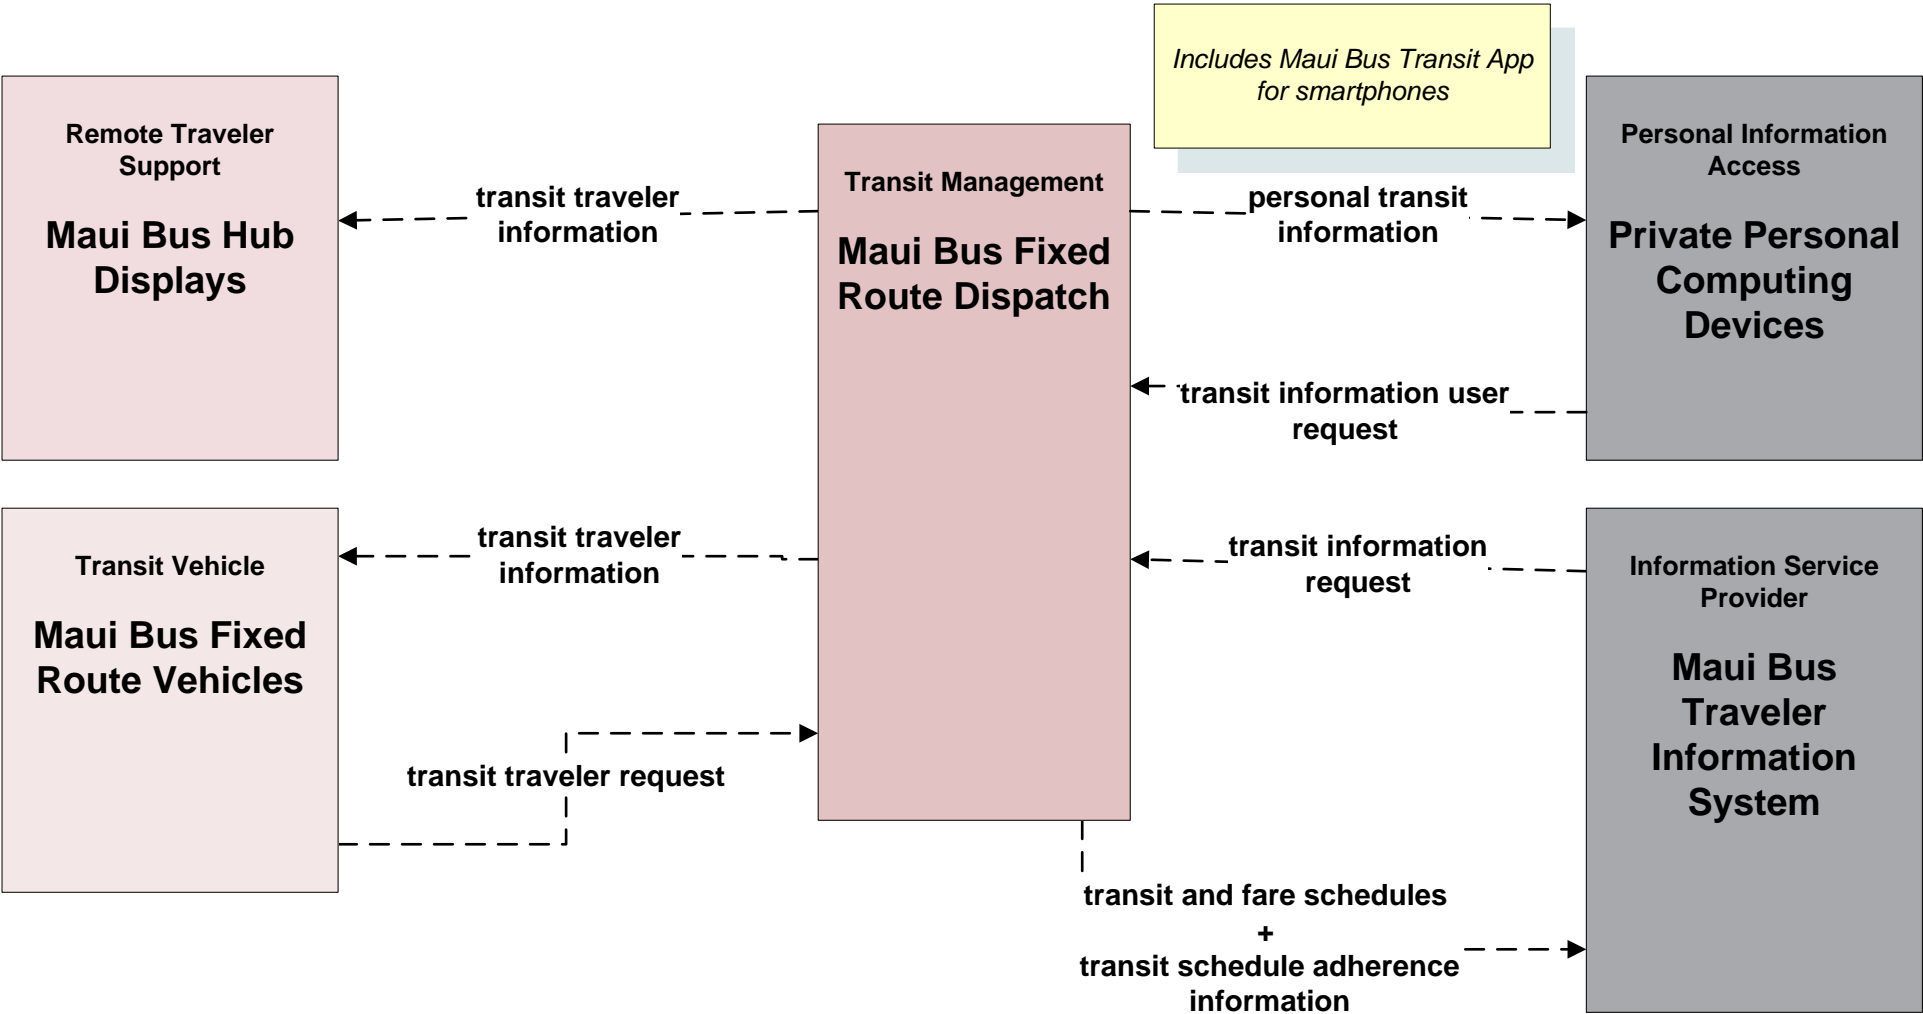 Includes Maui Bus Transit App
for smartphones
Remote Traveler
Support
Maui Bus Hub
Displays
transit traveler
information
Transit Management
Maui Bus Fixed
Route Dispatch
personal transit
information
Personal Information
Access
Private Personal
Computing
Devices
transit information user
request
Transit Vehicle
Maui Bus Fixed
Route Vehicles
transit traveler
information
transit traveler request
transit information
request
Information Service
Provider
Maui Bus
Traveler
Information
System
transit and fare schedules
+
transit schedule adherence
information